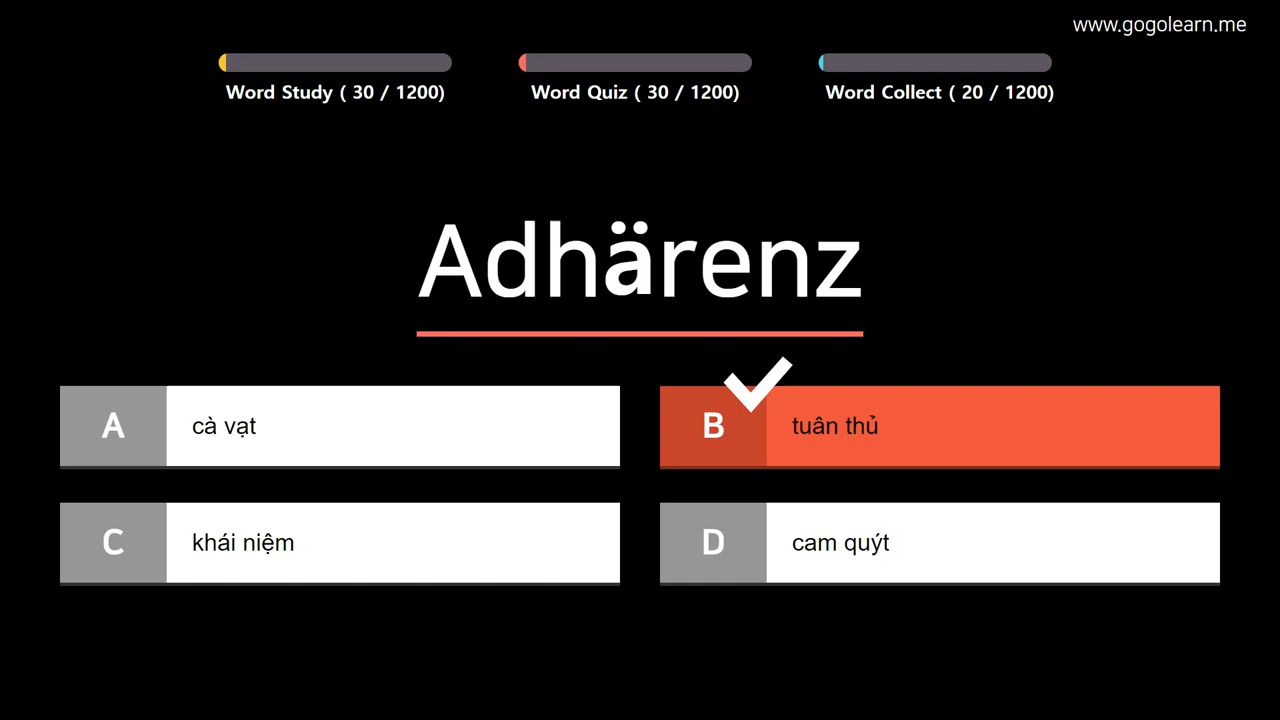 www.gogolearn.me
Word Study ( 30 / 1200)
Word Quiz ( 30 / 1200)
Word Collect ( 20 / 1200)
Adhärenz
A
cà vạt
B
tuân thủ
C
khái niệm
D
cam quýt